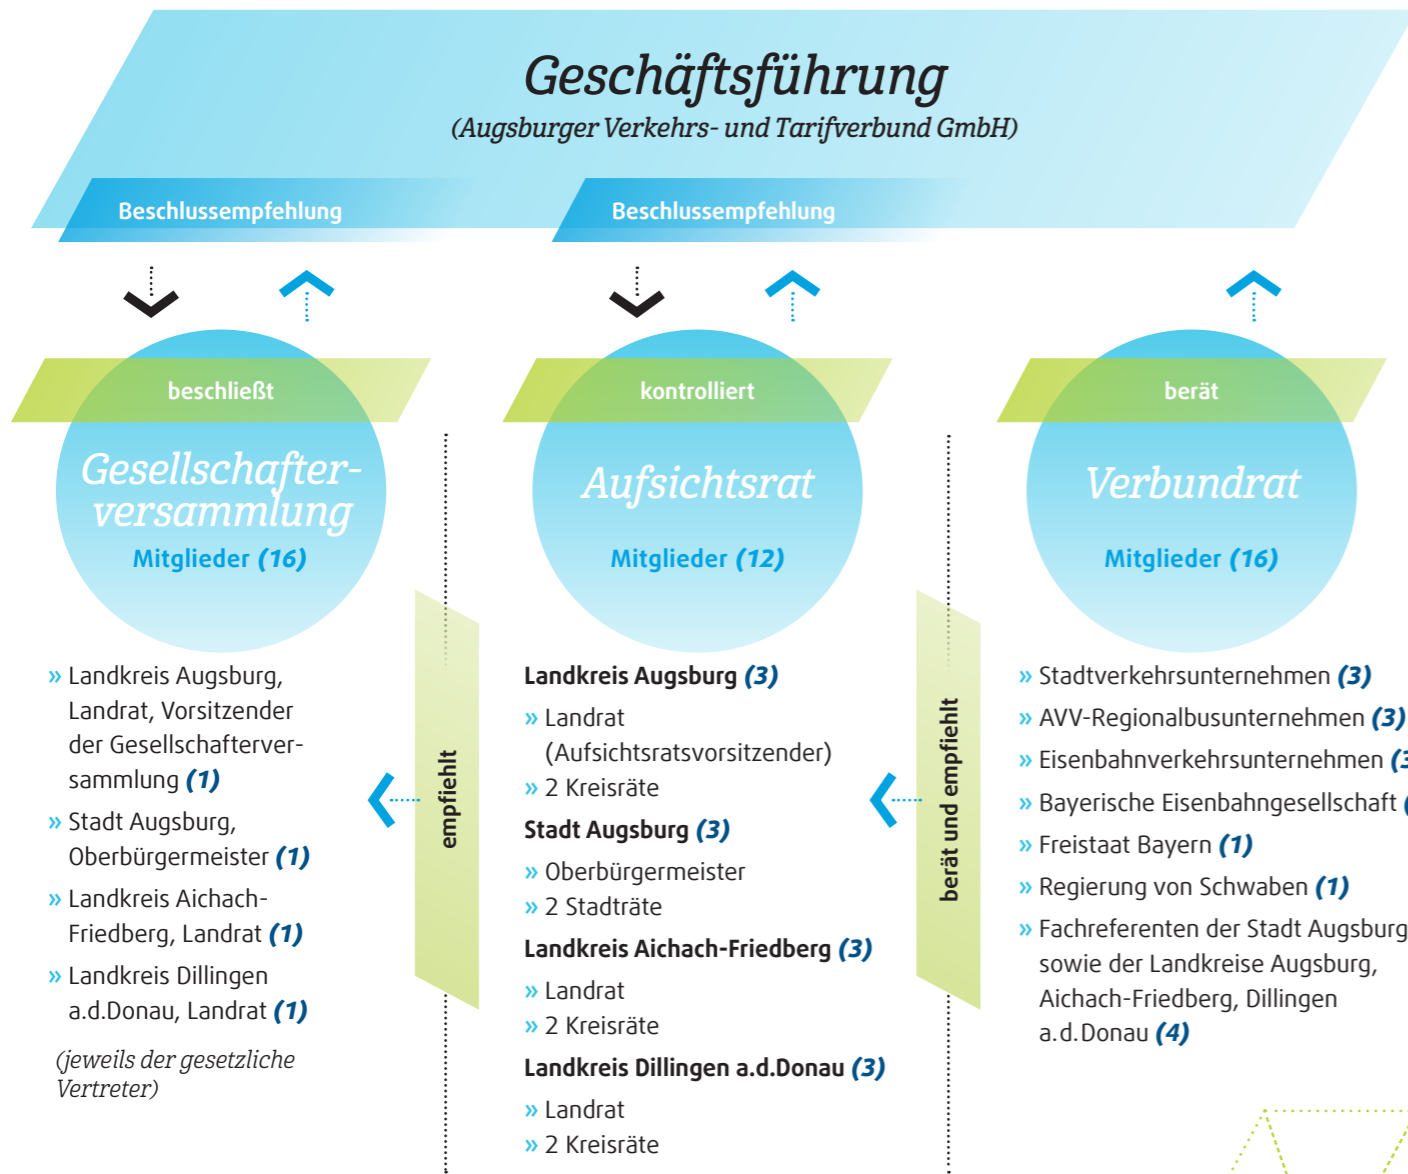 Geschäftsführung
(Augsburger Verkehrs- und Tarifverbund GmbH)
Beschlussempfehlung
Beschlussempfehlung
beschließt
Gesellschafter-
versammlung
Mitglieder (16)
» Landkreis Augsburg,
Landrat, Vorsitzender
der Gesellschafterver-
sammlung (1)
» Stadt Augsburg,
Oberbürgermeister (1)
» Landkreis Aichach-
Friedberg, Landrat (1)
» Landkreis Dillingen
a.d.Donau, Landrat (1)
(jeweils der gesetzliche
Vertreter)
empfiehlt
kontrolliert
Aufsichtsrat
Mitglieder (12)
Landkreis Augsburg (3)
» Landrat
(Aufsichtsratsvorsitzender)
» 2 Kreisräte
Stadt Augsburg (3)
» Oberbürgermeister
» 2 Stadträte
Landkreis Aichach-Friedberg (3)
» Landrat
» 2 Kreisräte
Landkreis Dillingen a.d.Donau (3)
» Landrat
» 2 Kreisräte
berät und empfiehlt
berät
Verbundrat
Mitglieder (16)
» Stadtverkehrsunternehmen (3)
» AVV-Regionalbusunternehmen (3)
» Eisenbahnverkehrsunternehmen
» Bayerische Eisenbahngesellschaft
» Freistaat Bayern (1)
» Regierung von Schwaben (1)
» Fachreferenten der Stadt Augsburg
sowie der Landkreise Augsburg,
Aichach-Friedberg, Dillingen
a.d.Donau (4)